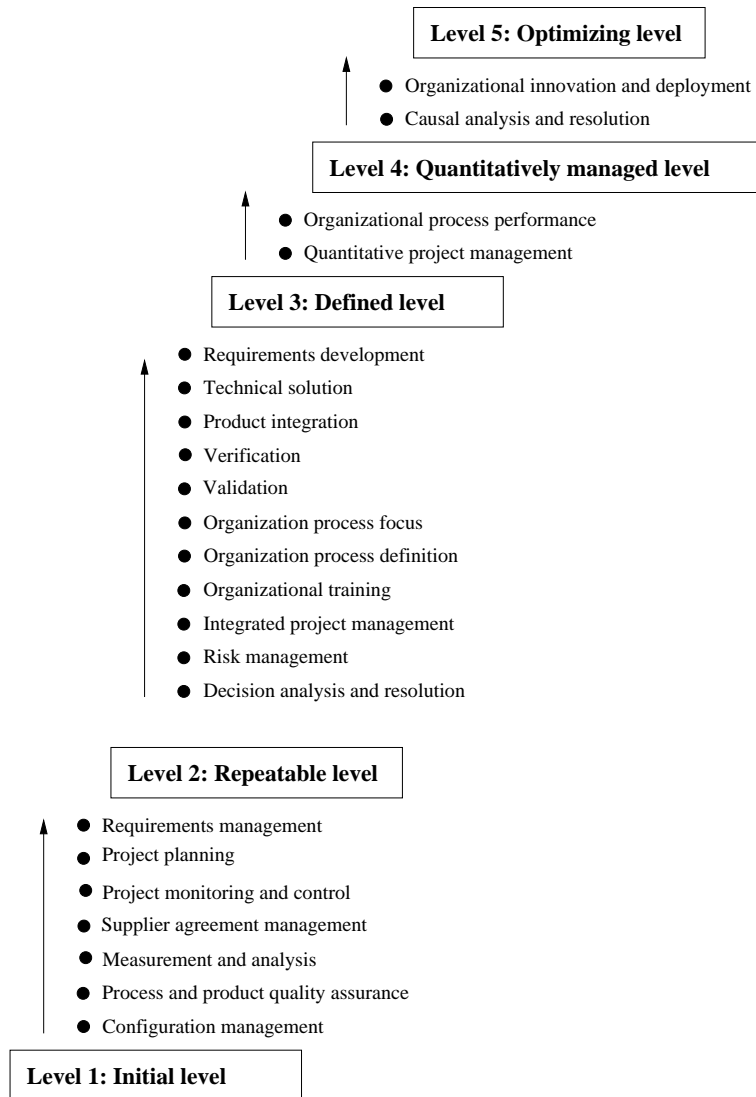 Level 5: Optimizing level
● Organizational innovation and deployment
● Causal analysis and resolution
Level 4: Quantitatively managed level
● Organizational process performance
● Quantitative project management
Level 3: Defined level
● Requirements development
● Technical solution
● Product integration
● Verification
● Validation
● Organization process focus
● Organization process definition
● Organizational training
● Integrated project management
● Risk management
● Decision analysis and resolution
Level 2: Repeatable level
● Requirements management
● Project planning
● Project monitoring and control
● Supplier agreement management
● Measurement and analysis
● Process and product quality assurance
● Configuration management
Level 1: Initial level